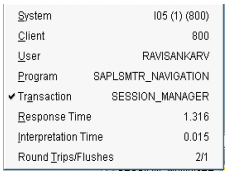 System I05 (1) (800)
Client 800
User RAVISANKARV
Program SAPLSMTR_NAVIGATION
Transaction SESSION_MANAGER
Response Time 1.316
Interpretation Time 0.015
Round Trips/Flushes 2/1